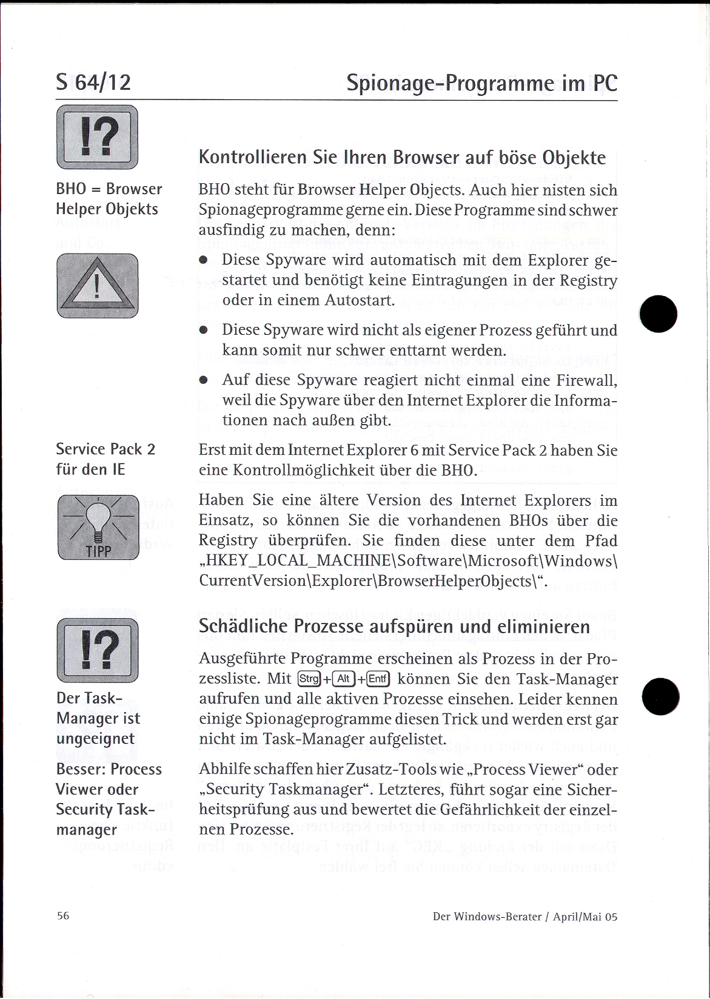 S 64/12
Spionage-Programme im PC
!?
Kontrollieren Sie Ihren Browser auf böse Objekte
BHO = Browser
Helper Objekts
BHO steht für Browser Helper Objects. Auch hier nisten sich
Spionageprogramme gerne ein. Diese Programme sind schwer
ausfindig zu machen, denn:
!
● Diese Spyware wird automatisch mit dem Explorer ge-
startet und benötigt keine Eintragungen in der Registry
oder in einem Autostart.
● Diese Spyware wird nicht als eigener Prozess geführt und
kann somit nur schwer enttarnt werden.
● Auf diese Spyware reagiert nicht einmal eine Firewall,
weil die Spyware über den Internet Explorer die Informa-
tionen nach außen gibt.
Service Pack 2
für den IE
Erst mit dem Internet Explorer 6 mit Service Pack 2 haben Sie
eine Kontrollmöglichkeit über die BHO.
TIPP
Haben Sie eine ältere Version des Internet Explorers im
Einsatz, so können Sie die vorhandenen BHOs über die
Registry überprüfen. Sie finden diese unter dem Pfad
„HKEY_LOCAL_MACHINE\Software\Microsoft\Windows\
CurrentVersion\Explorer\BrowserHelperObjects\“.
!?
Schädliche Prozesse aufspüren und eliminieren
Der Task-
Manager ist
ungeeignet
Ausgeführte Programme erscheinen als Prozess in der Pro-
zessliste. Mit Strg+Alt+Entf können Sie den Task-Manager
aufrufen und alle aktiven Prozesse einsehen. Leider kennen
einige Spionageprogramme diesen Trick und werden erst gar
nicht im Task-Manager aufgelistet.
Besser: Process
Viewer oder
Security Task-
manager
Abhilfe schaffen hier Zusatz-Tools wie „Process Viewer“ oder
„Security Taskmanager“. Letzteres, führt sogar eine Sicher-
heitsprüfung aus und bewertet die Gefährlichkeit der einzel-
nen Prozesse.
56
Der Windows-Berater / April/Mai 05